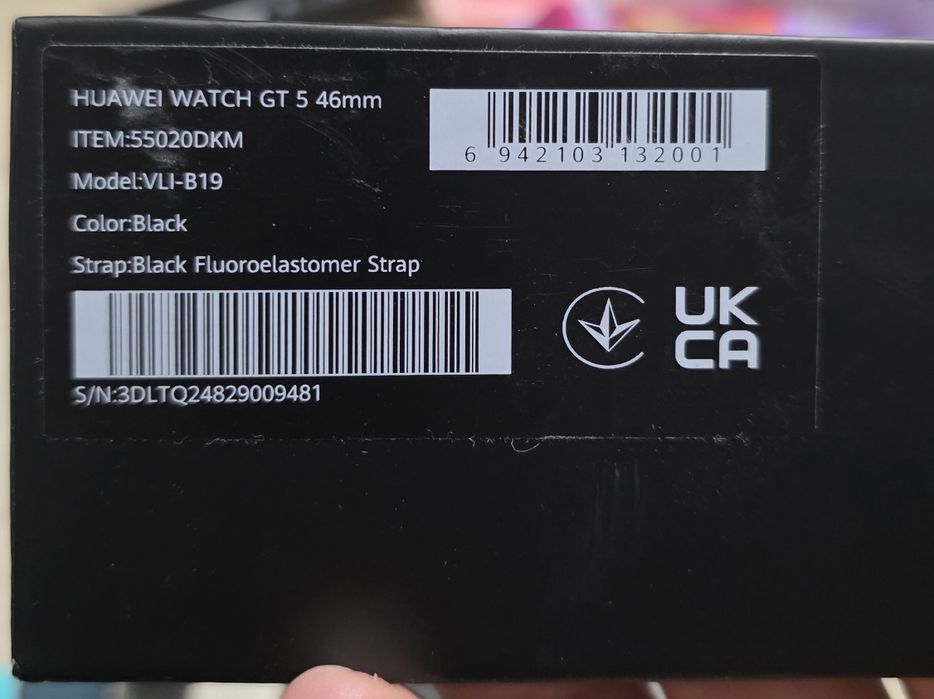 HUAWEI WATCH GT 5 46mm
ITEM:55020DKM
Model:VLI-B19
Color:Black
Strap:Black Fluoroelastomer Strap
S/N:3DLTQ24829009481
6 942103 132001
UK
CA